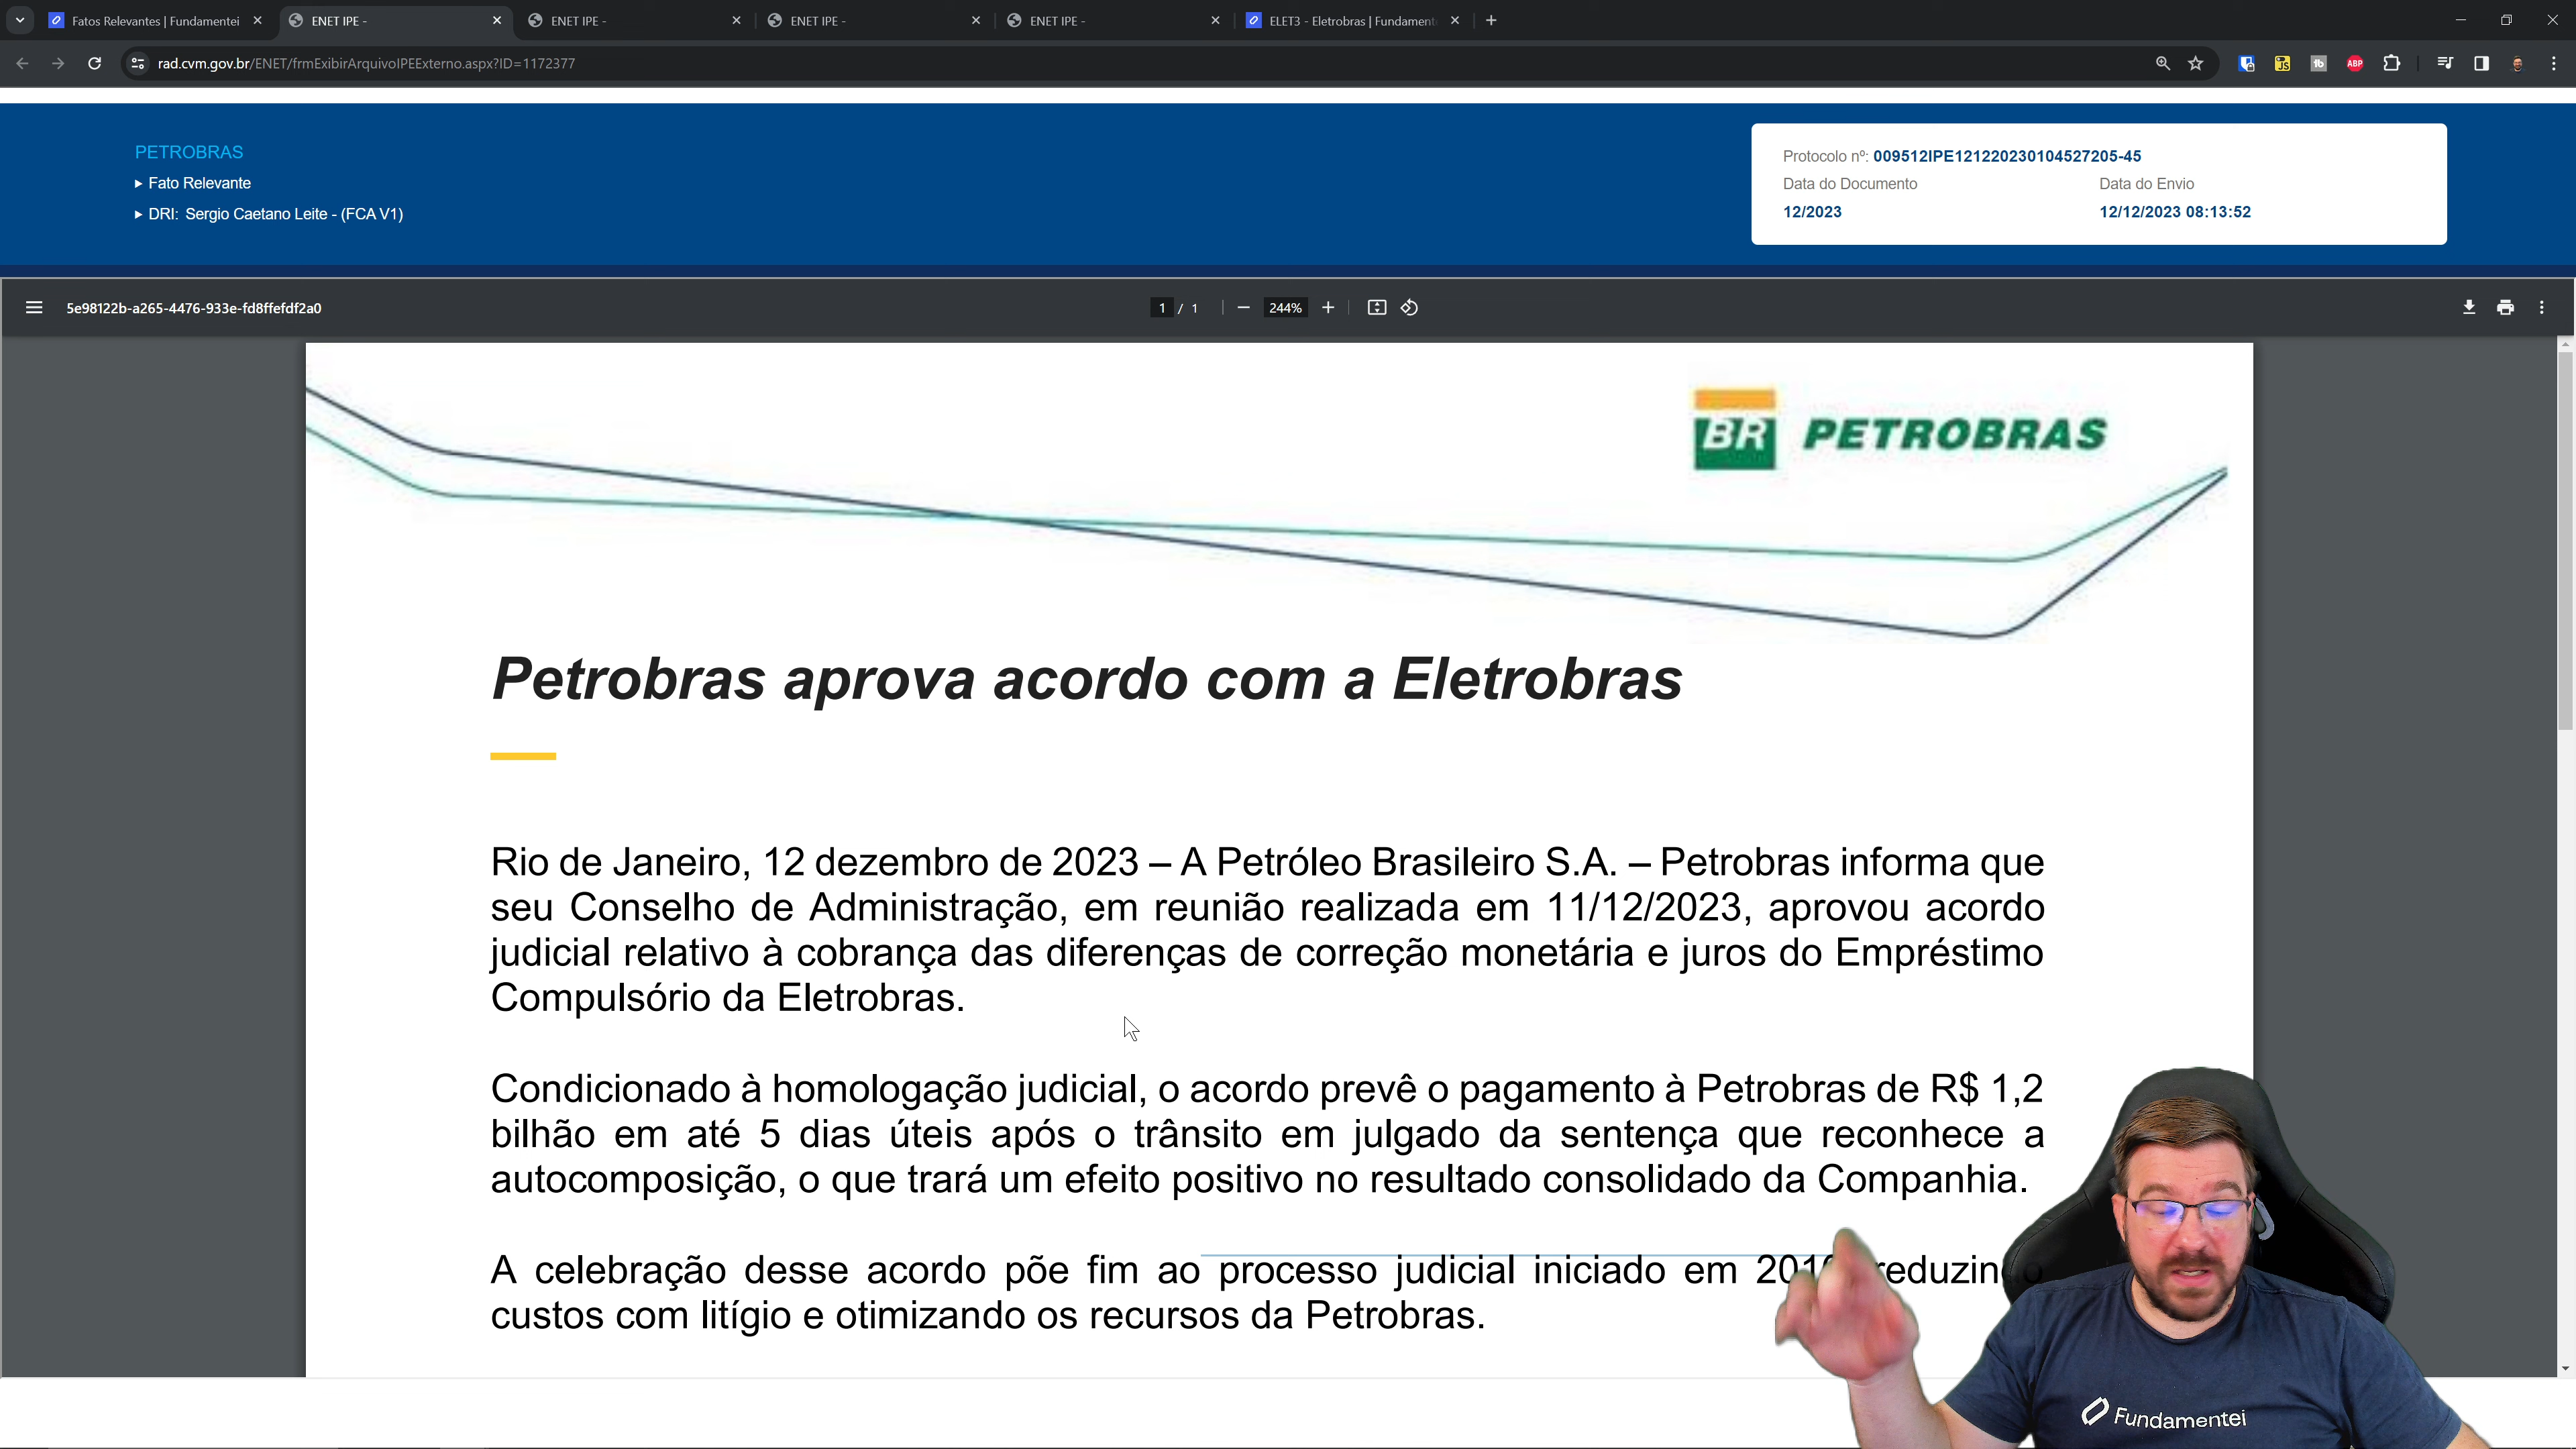 Fatos Relevantes | Fundamentei
ENET IPE -
ENET IPE -
ENET IPE -
ENET IPE -
ELET3 - Eletrobras | Fundament
rad.cvm.gov.br/ENET/frmExibirArquivoIPEExterno.aspx?ID=1172377
JS
tb
ABP
PETROBRAS
Fato Relevante
DRI: Sergio Caetano Leite - (FCA V1)
Protocolo nº: 009512IPE121220230104527205-45
Data do Documento Data do Envio
12/2023 12/12/2023 08:13:52
5e98122b-a265-4476-933e-fd8ffefdf2a0
1 / 1
244%
BR PETROBRAS
Petrobras aprova acordo com a Eletrobras
Rio de Janeiro, 12 dezembro de 2023 – A Petróleo Brasileiro S.A. – Petrobras informa que
seu Conselho de Administração, em reunião realizada em 11/12/2023, aprovou acordo
judicial relativo à cobrança das diferenças de correção monetária e juros do Empréstimo
Compulsório da Eletrobras.
Condicionado à homologação judicial, o acordo prevê o pagamento à Petrobras de R$ 1,2
bilhão em até 5 dias úteis após o trânsito em julgado da sentença que reconhece a
autocomposição, o que trará um efeito positivo no resultado consolidado da Companhia.
A celebração desse acordo põe fim ao processo judicial iniciado em
custos com litígio e otimizando os recursos da Petrobras.
Fundamentei